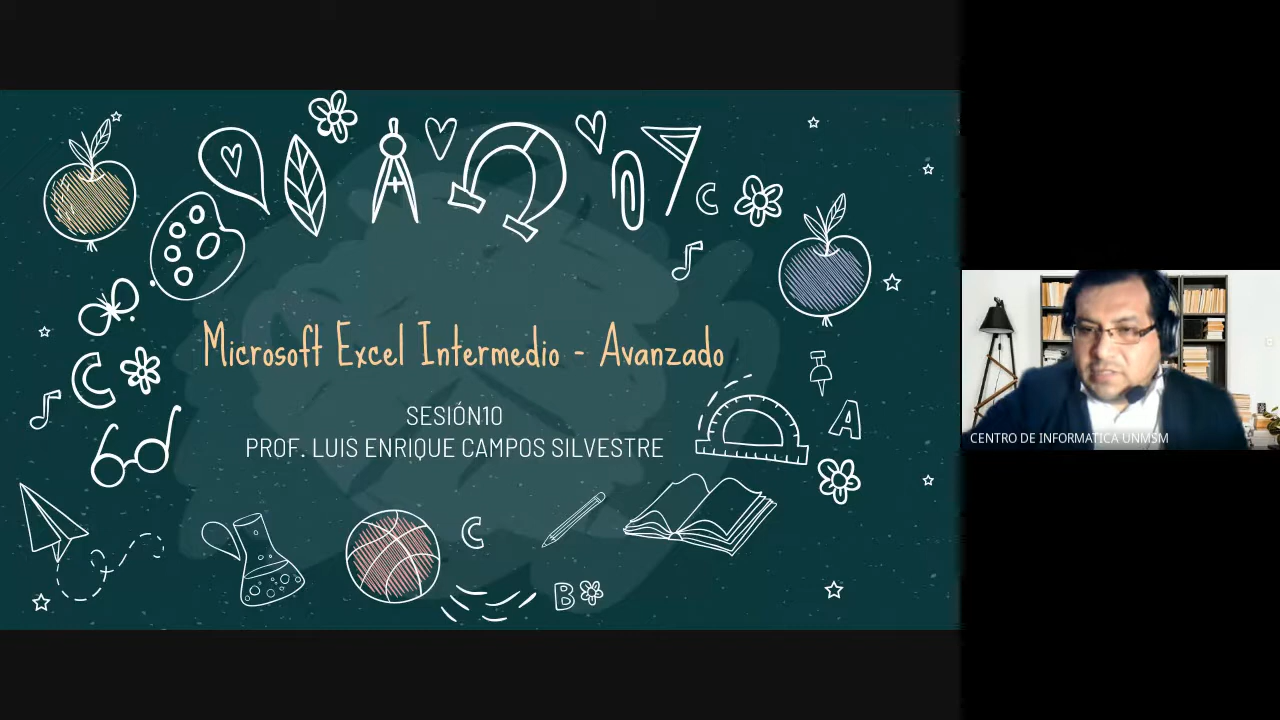 Microsoft Excel Intermedio - Avanzado
SESIÓN10
PROF. LUIS ENRIQUE CAMPOS SILVESTRE
C
C
A
C
B
CENTRO DE INFORMATICA UNMSM